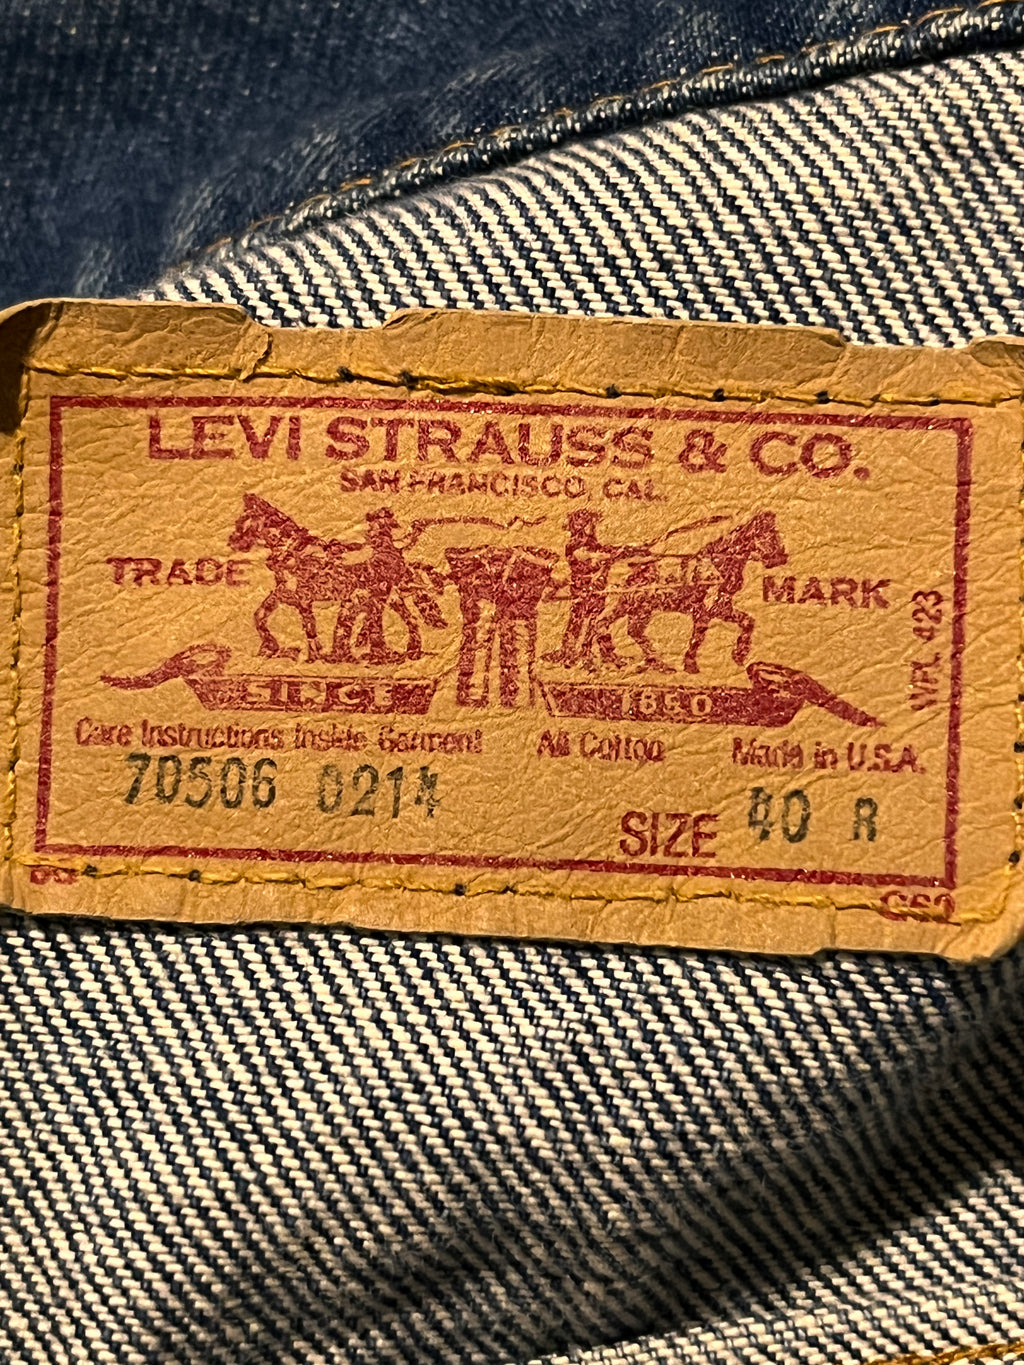 LEVI STRAUSS & CO.
SAN FRANCISCO, CAL.
TRADE MARK
WPL 423
SINCE 1850
Care Instructions Inside Garment All Cotton Made in U.S.A.
70506 0214
SIZE 40 R